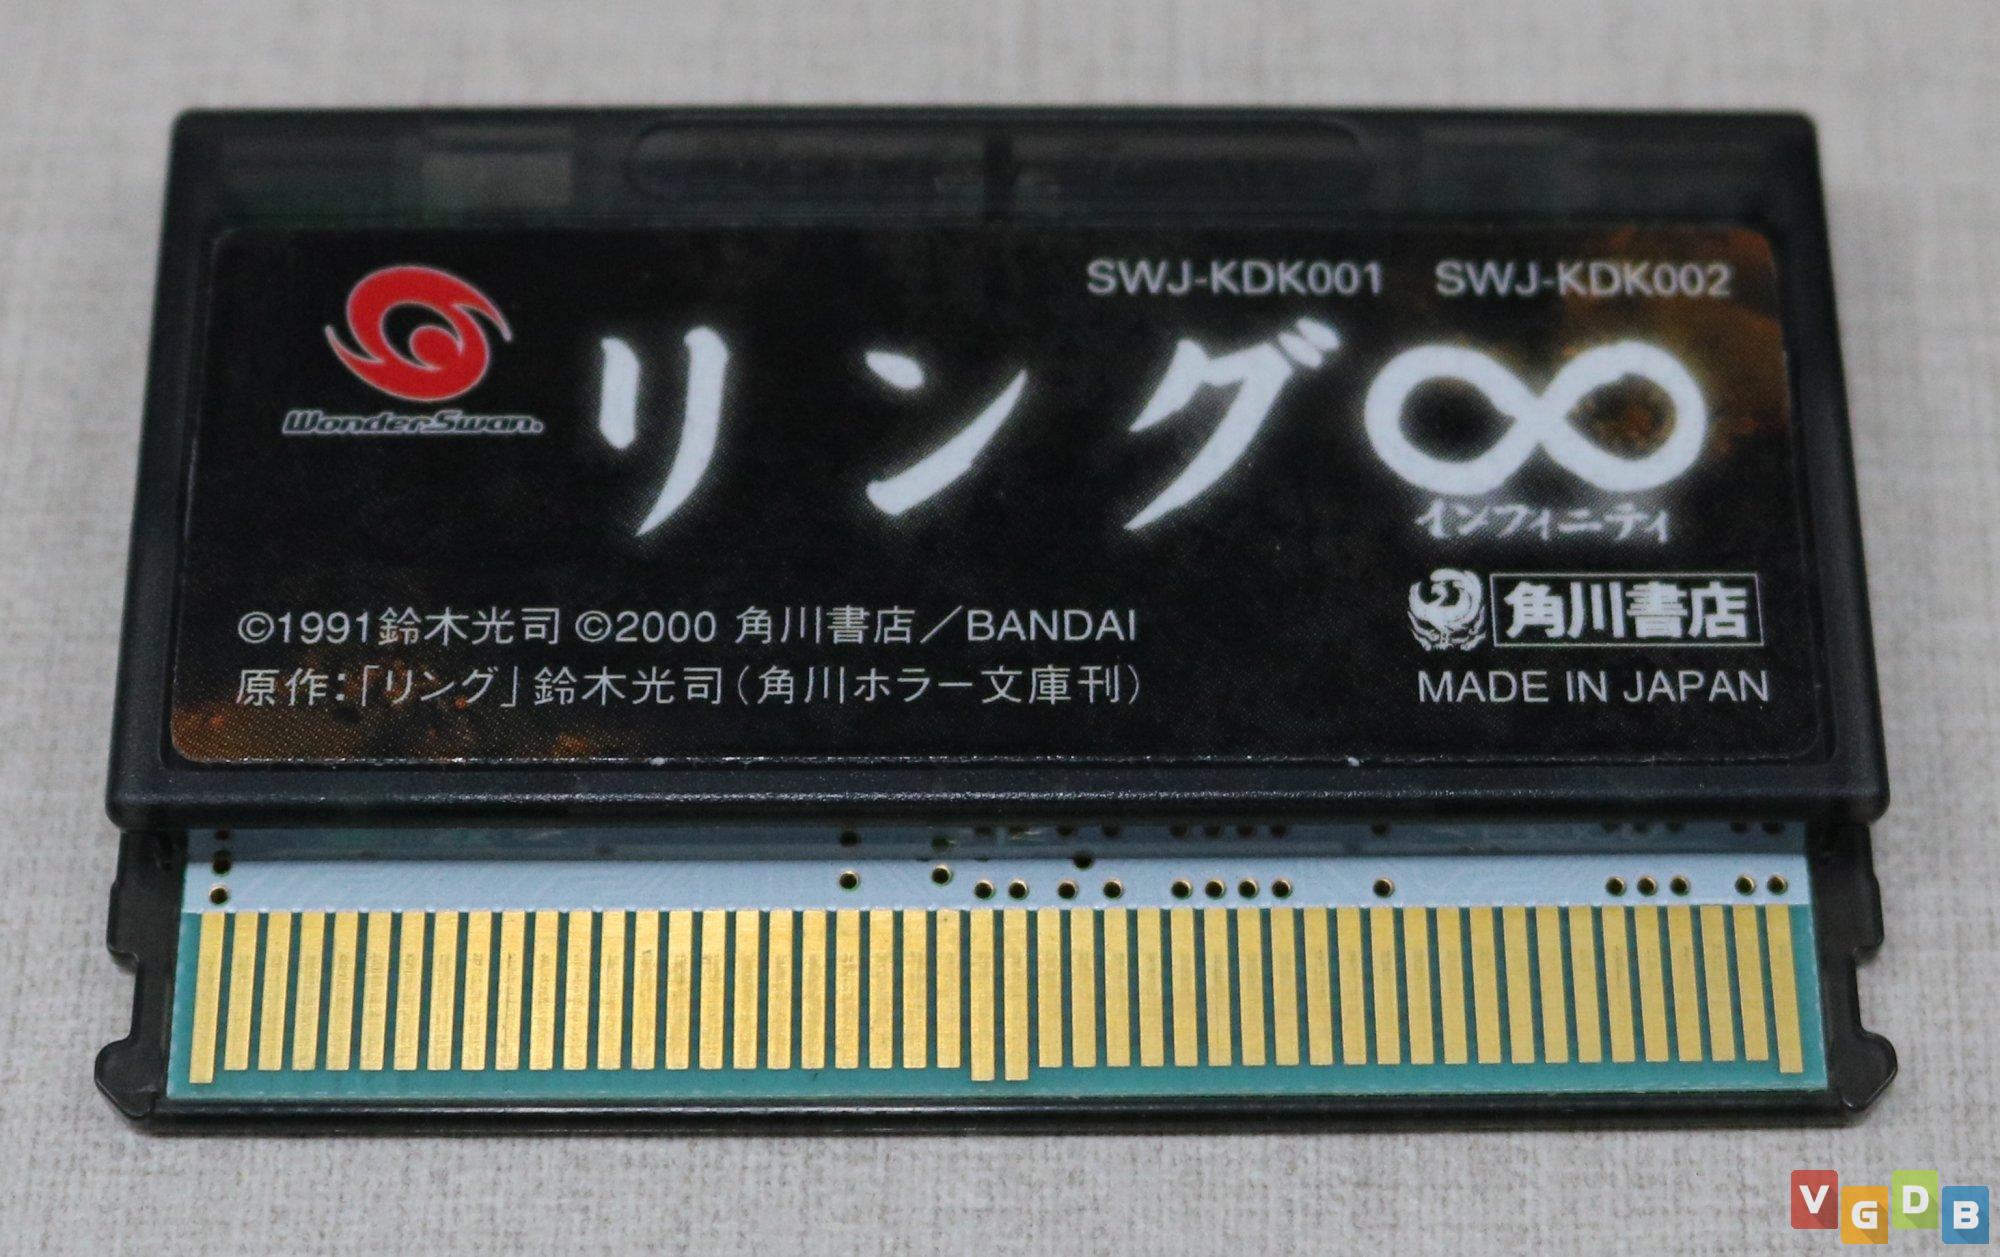 SWJ-KDK001 SWJ-KDK002
WonderSwan
リング∞
インフィニティ
©1991鈴木光司 ©2000 角川書店／BANDAI
原作:「リング」鈴木光司（角川ホラー文庫刊）
角川書店
MADE IN JAPAN
VGDB